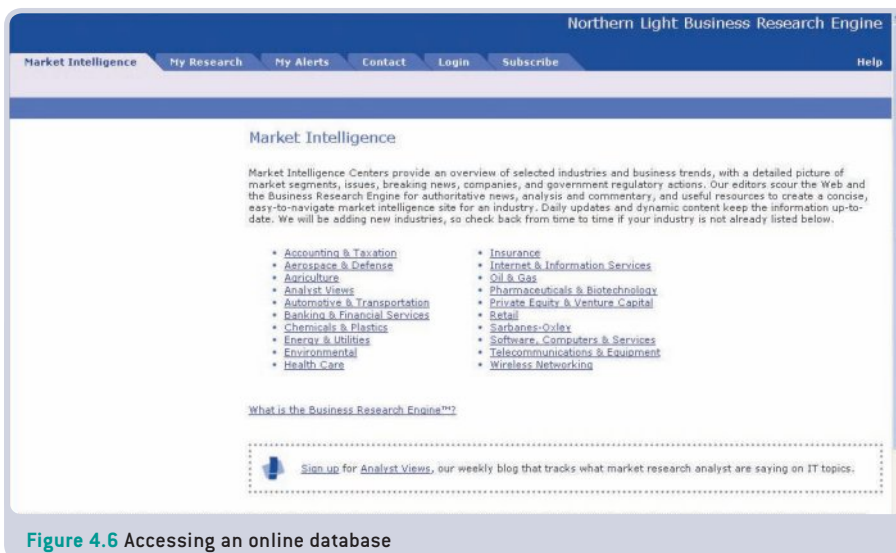 Northern Light Business Research Engine
Market Intelligence My Research My Alerts Contact Login Subscribe Help
Market Intelligence
Market Intelligence Centers provide an overview of selected industries and business trends, with a detailed picture of
market segments, issues, breaking news, companies, and government regulatory actions. Our editors scour the Web and
the Business Research Engine for authoritative news, analysis and commentary, and useful resources to create a concise,
easy-to-navigate market intelligence site for an industry. Daily updates and dynamic content keep the information up-to-
date. We will be adding new industries, so check back from time to time if your industry is not already listed below.
• Accounting & Taxation
• Aerospace & Defense
• Agriculture
• Analyst Views
• Automotive & Transportation
• Banking & Financial Services
• Chemicals & Plastics
• Energy & Utilities
• Environmental
• Health Care
• Insurance
• Internet & Information Services
• Oil & Gas
• Pharmaceuticals & Biotechnology
• Private Equity & Venture Capital
• Retail
• Sarbanes-Oxley
• Software, Computers & Services
• Telecommunications & Equipment
• Wireless Networking
What is the Business Research Engine™?
Sign up for Analyst Views, our weekly blog that tracks what market research analyst are saying on IT topics.
Figure 4.6 Accessing an online database